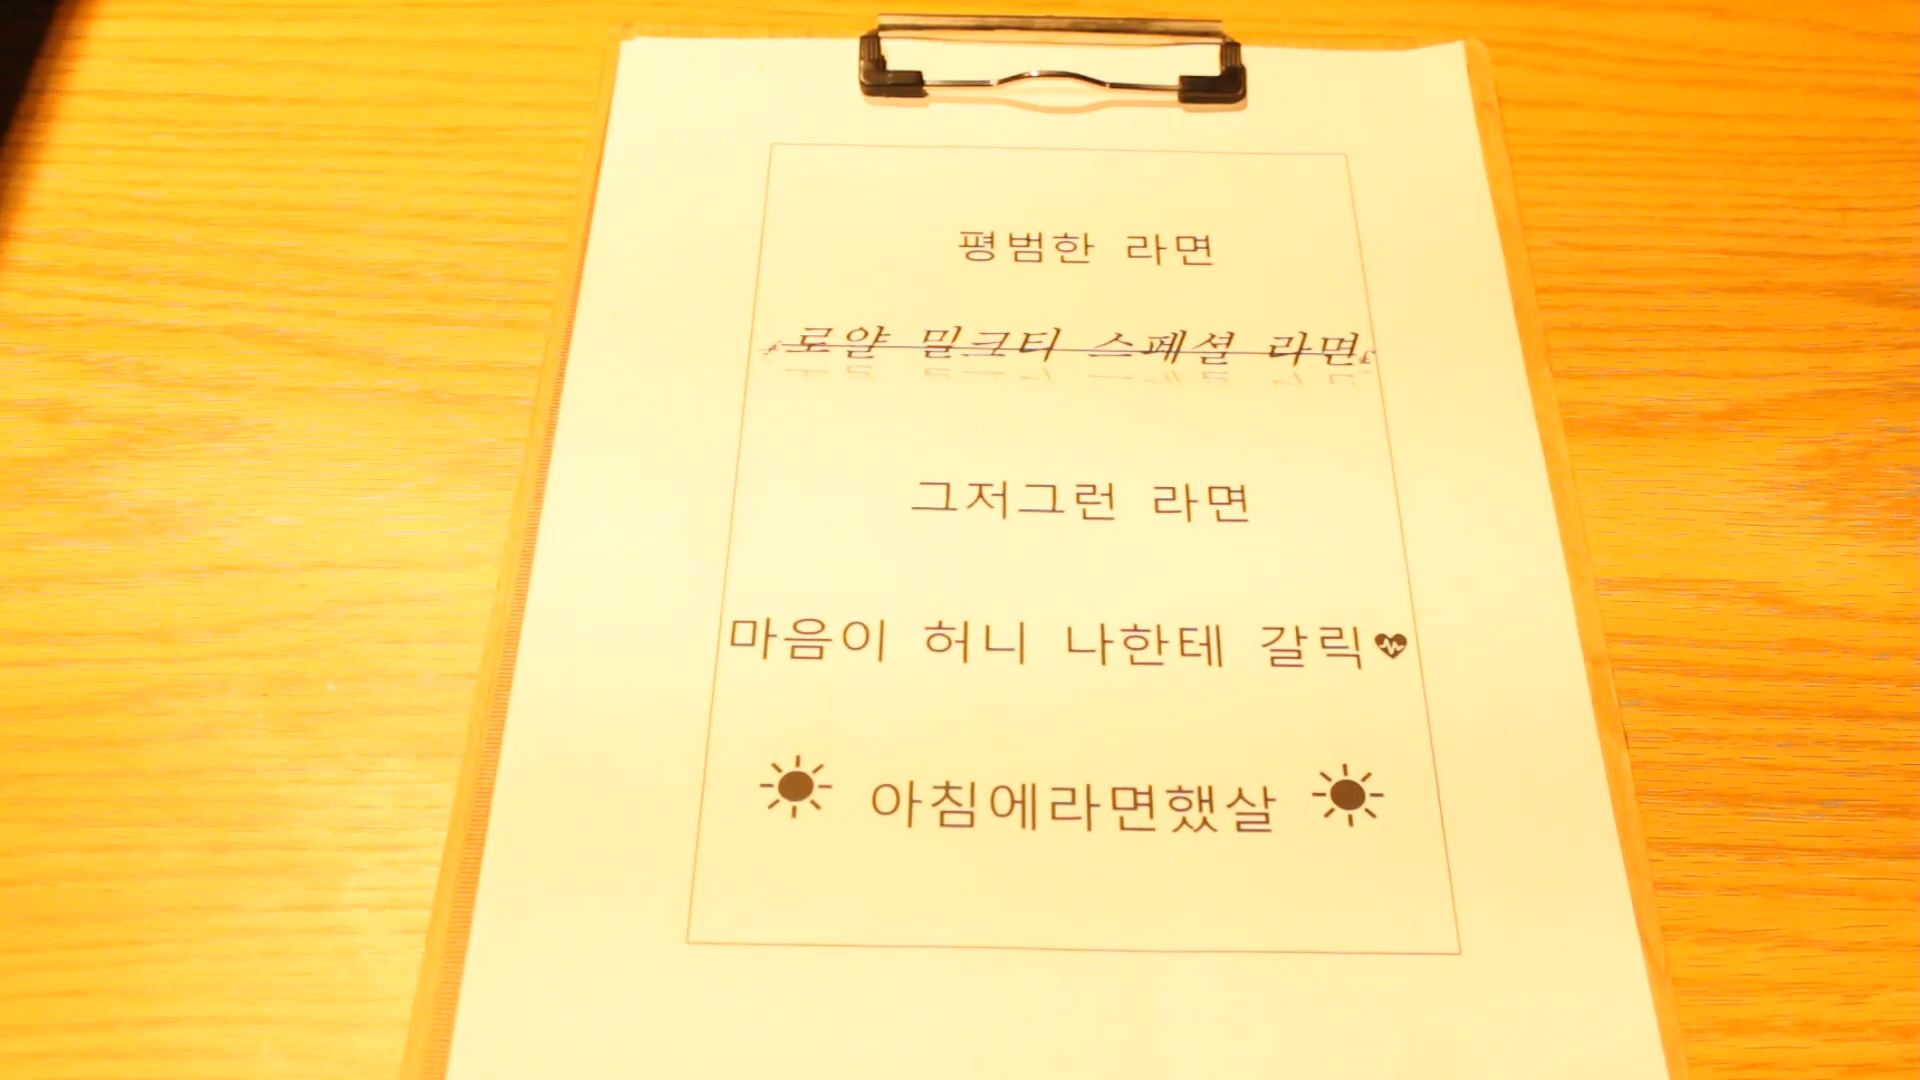 평범한 라면
로얄 밀크티 스페셜 라면
그저그런 라면
마음이 허니 나한테 갈릭
아침에라면했살